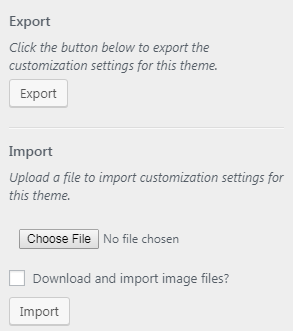 Export
Click the button below to export the
customization settings for this theme.
Export
Import
Upload a file to import customization settings for
this theme.
Choose File No file chosen
Download and import image files?
Import